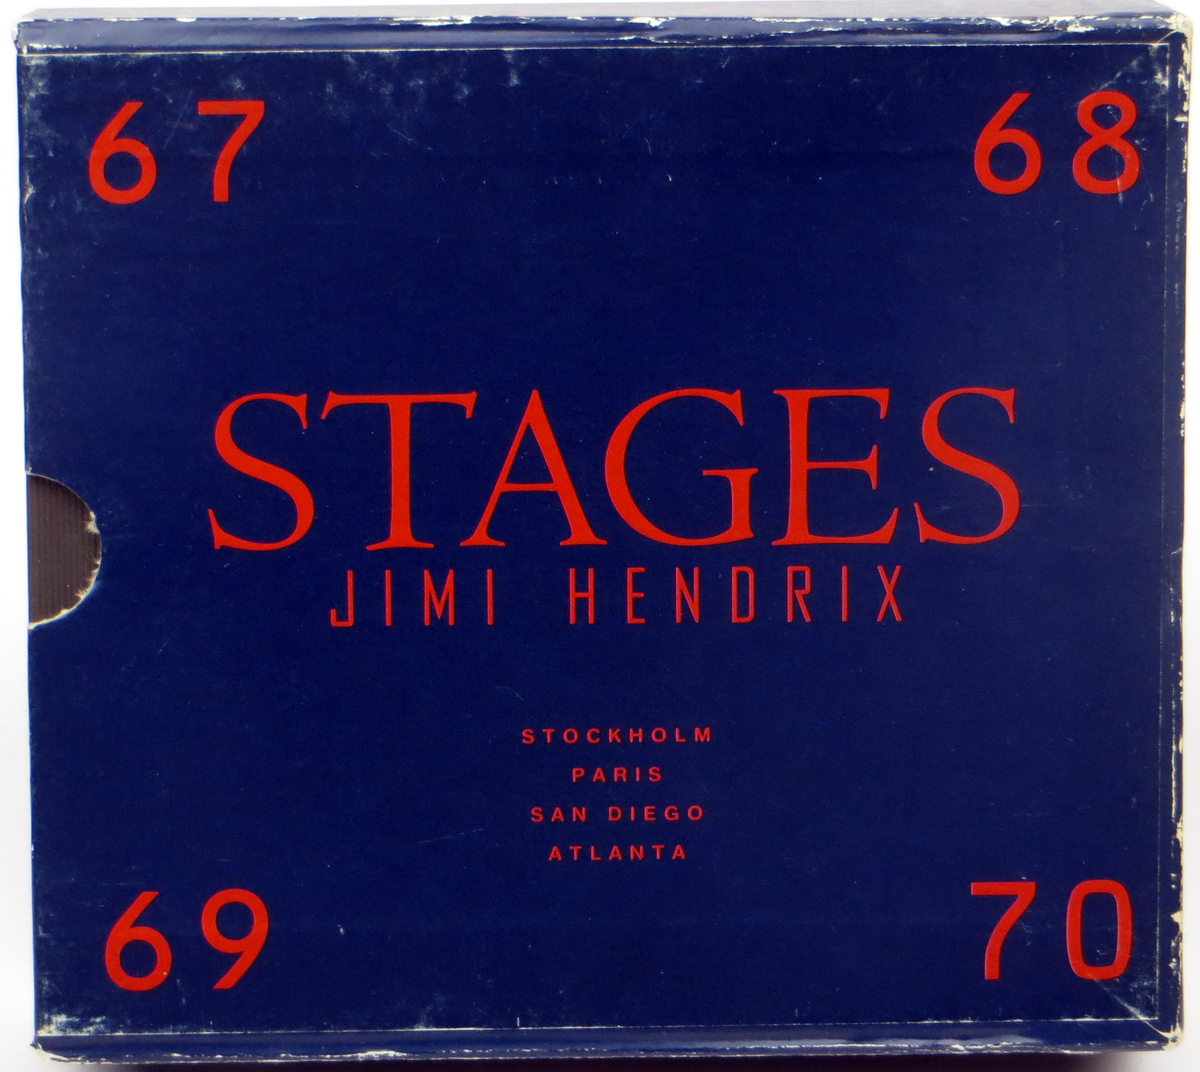 67 68
STAGES
JIMI HENDRIX
STOCKHOLM
PARIS
SAN DIEGO
ATLANTA
69 70